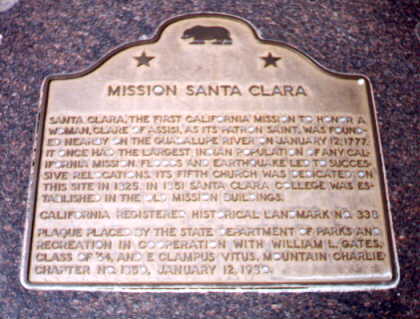 MISSION SANTA CLARA
SANTA CLARA, THE FIRST CALIFORNIA MISSION TO HONOR A
WOMAN, CLARE OF ASSISI, AS ITS PATRON SAINT, WAS FOUND-
ED NEARBY ON THE GUADALUPE RIVER ON JANUARY 12, 1777.
IT ONCE HAD THE LARGEST INDIAN POPULATION OF ANY CAL-
IFORNIA MISSION. FLOODS AND EARTHQUAKE LED TO SUCCES-
SIVE RELOCATIONS. ITS FIFTH CHURCH WAS DEDICATED ON
THIS SITE IN 1825. IN 1851 SANTA CLARA COLLEGE WAS ES-
TABLISHED IN THE OLD MISSION BUILDINGS.
CALIFORNIA REGISTERED HISTORICAL LANDMARK NO. 338
PLAQUE PLACED BY THE STATE DEPARTMENT OF PARKS AND
RECREATION IN COOPERATION WITH WILLIAM L. GATES,
CLASS OF '34, AND E CLAMPUS VITUS, MOUNTAIN CHARLIE
CHAPTER NO. 1850, JANUARY 12, 1980.